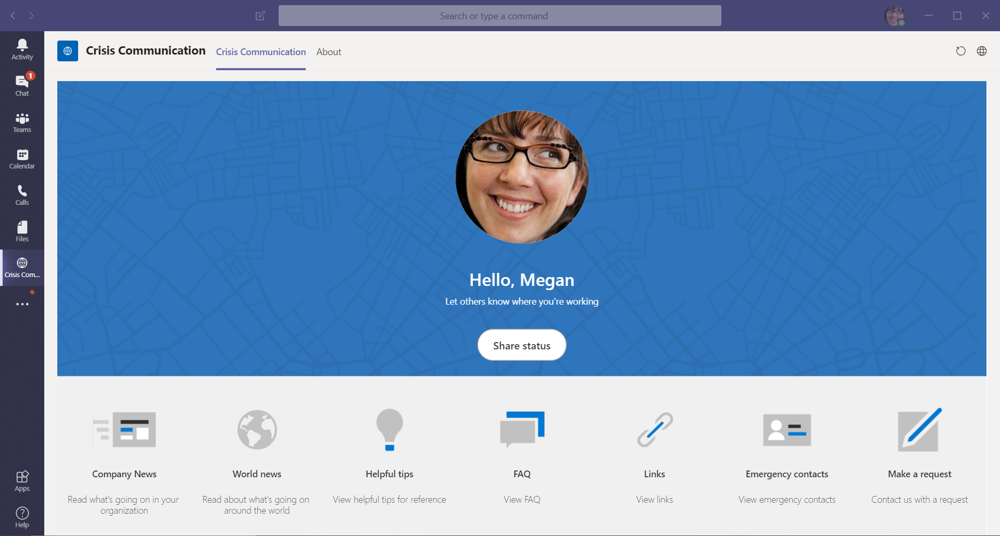 Search or type a command
Activity
1
Chat
Teams
Calendar
Calls
Files
Crisis Com...
Apps
Help
Crisis Communication
Crisis Communication
About
Hello, Megan
Let others know where you're working
Share status
Company News
Read what's going on in your
organization
World news
Read about what's going on
around the world
Helpful tips
View helpful tips for reference
FAQ
View FAQ
Links
View links
Emergency contacts
View emergency contacts
Make a request
Contact us with a request